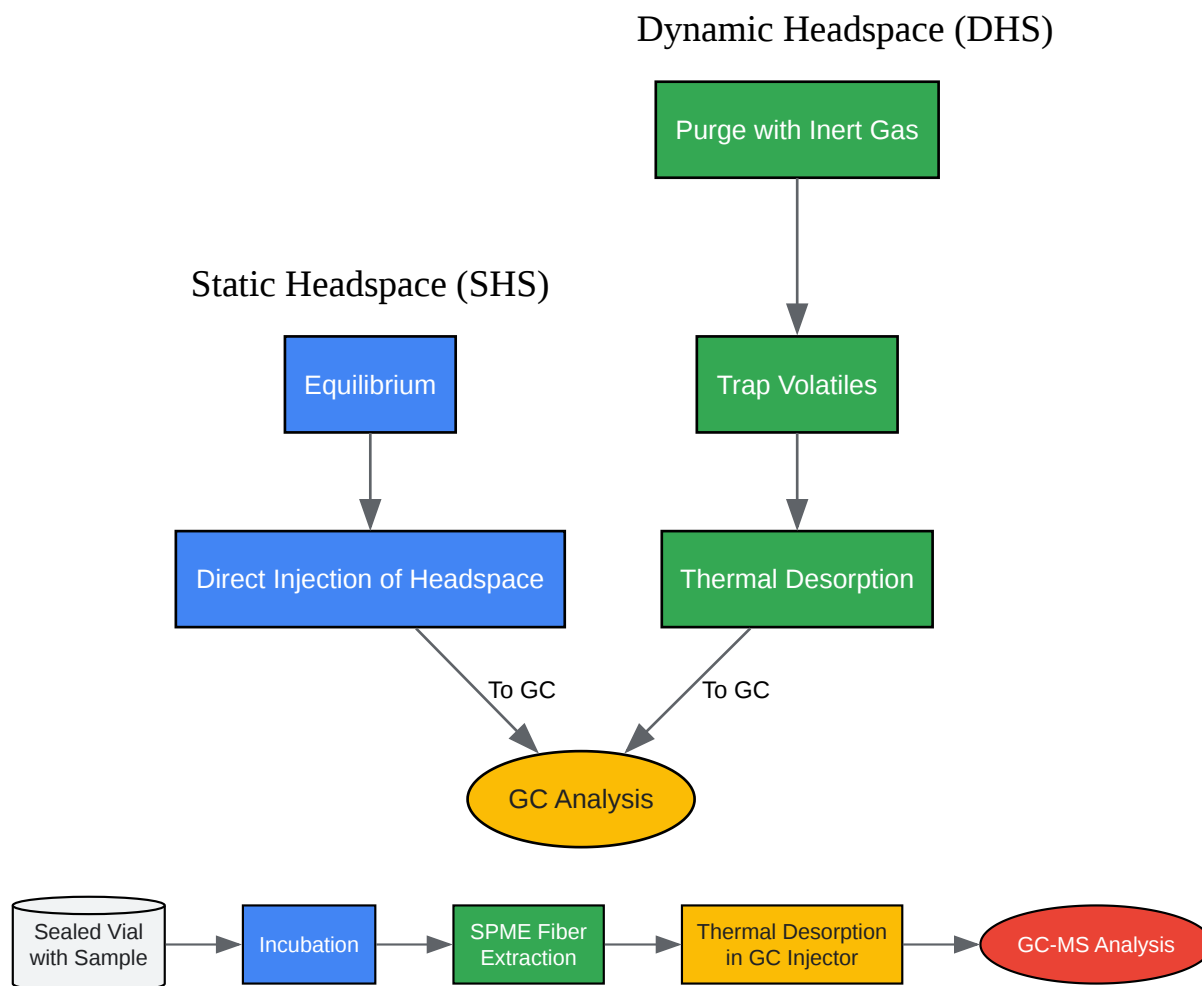 Dynamic Headspace (DHS)
Purge with Inert Gas
Static Headspace (SHS)
Equilibrium
Trap Volatiles
Direct Injection of Headspace
Thermal Desorption
To GC
To GC
GC Analysis
Sealed Vial
with Sample
Incubation
SPME Fiber
Extraction
Thermal Desorption
in GC Injector
GC-MS Analysis